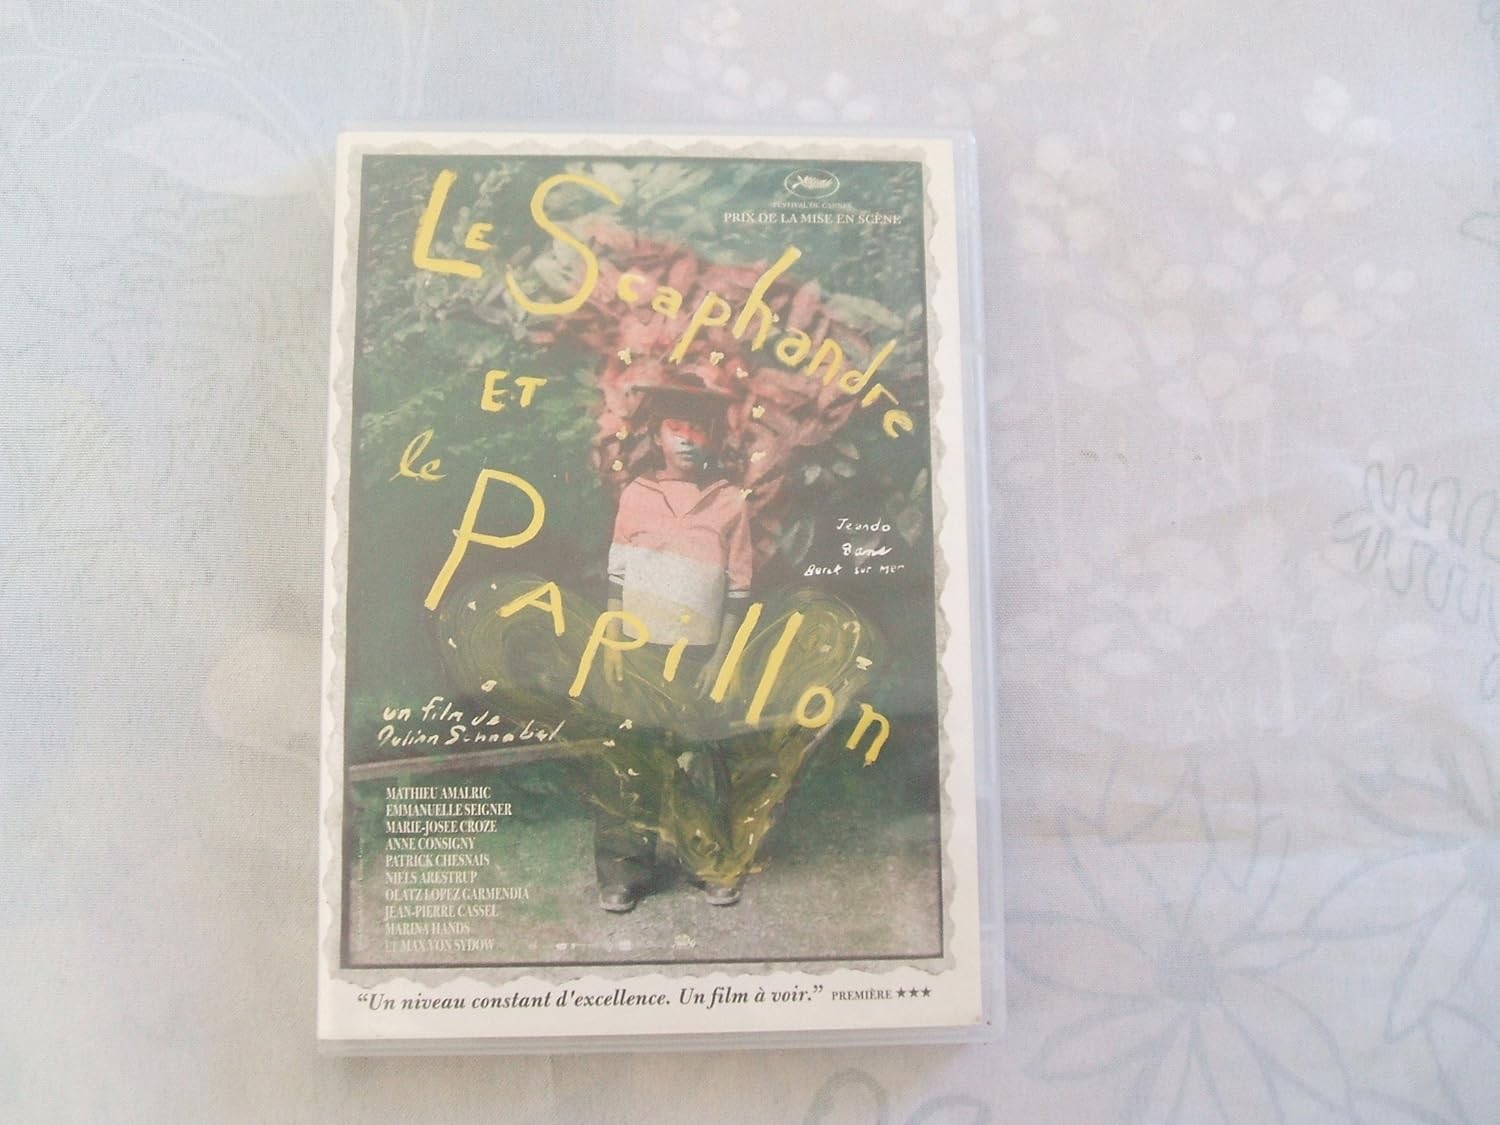 FESTIVAL DE CANNES
PRIX DE LA MISE EN SCÈNE
LE Scaphandre
ET
le
PApillon
Berck sur Mer
un film de
Julian Schnabel
MATHIEU AMALRIC
EMMANUELLE SEIGNER
MARIE-JOSEE CROZE
ANNE CONSIGNY
PATRICK CHESNAIS
NIELS ARESTRUP
OLATZ LOPEZ GARMENDIA
JEAN-PIERRE CASSEL
MARINA HANDS
ET MAX VON SYDOW
“Un niveau constant d'excellence. Un film à voir.” PREMIÈRE ★★★